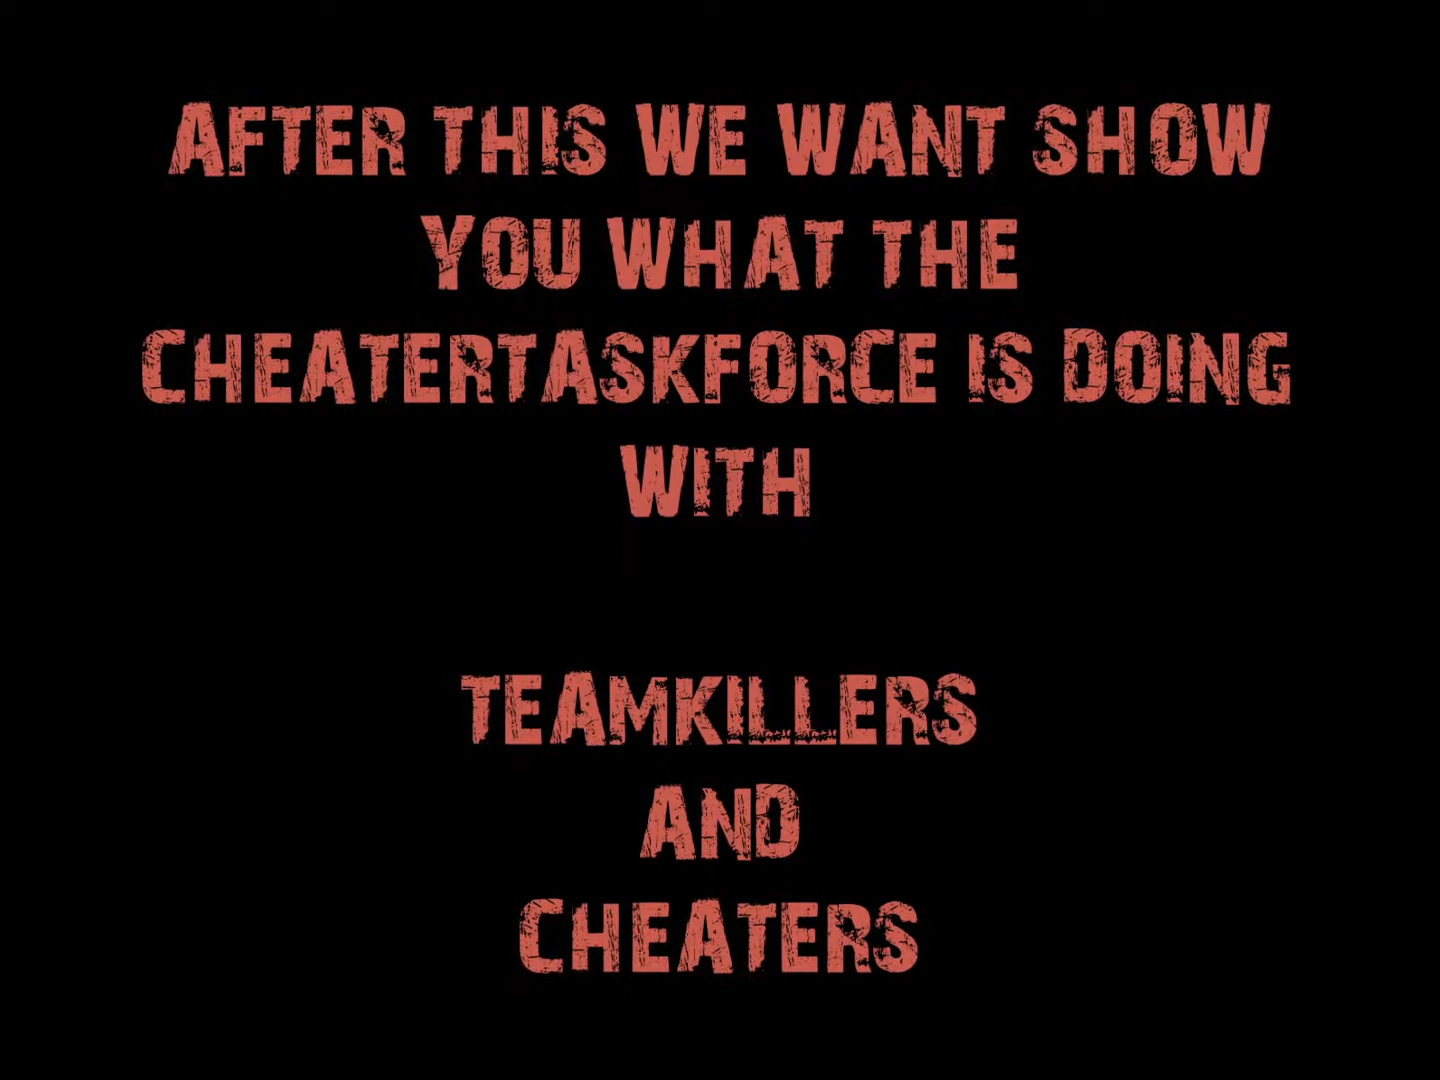 AFTER THIS WE WANT SHOW
YOU WHAT THE
CHEATERTASKFORCE IS DOING
WITH
TEAMKILLERS
AND
CHEATERS